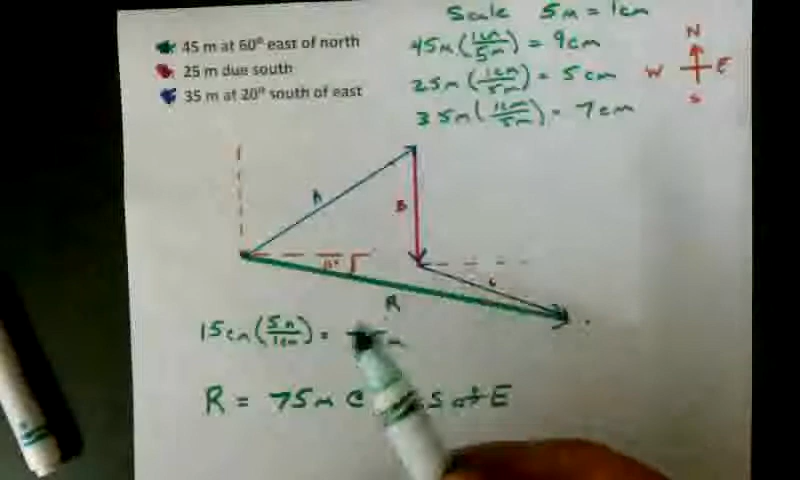 Scale 5m = 1cm
45 m at 60° east of north
25 m due south
35 m at 20° south of east
45m (1cm/5m) = 9cm
25m (1cm/5m) = 5cm
35m (1cm/5m) = 7cm
N
W E
S
A
B
C
R
15cm (5m/1cm) =
R = 75m @ S of E